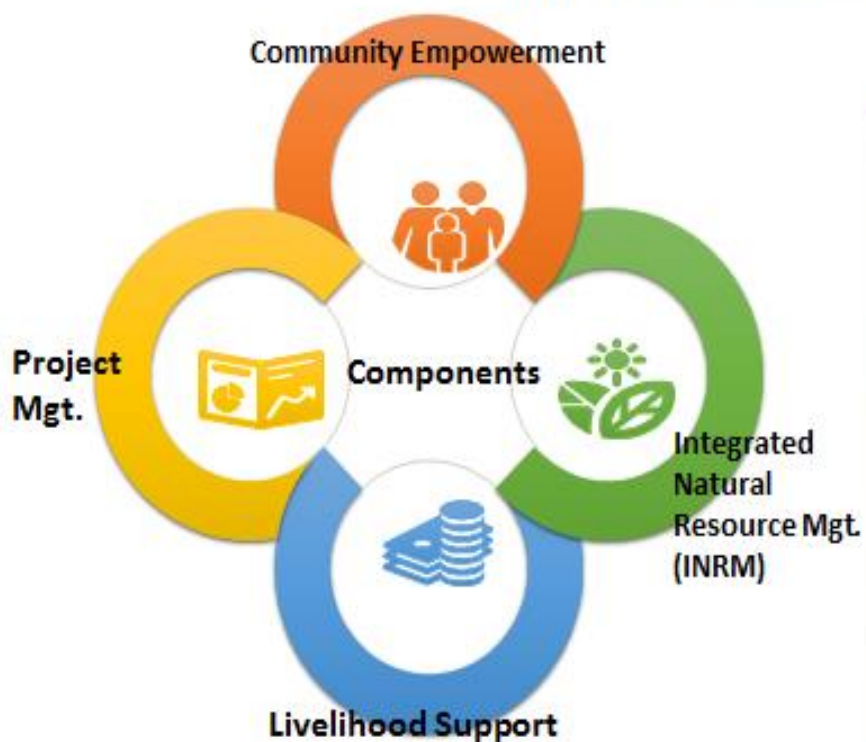 Community Empowerment
Project
Mgt.
Components
Integrated
Natural
Resource Mgt.
(INRM)
Livelihood Support